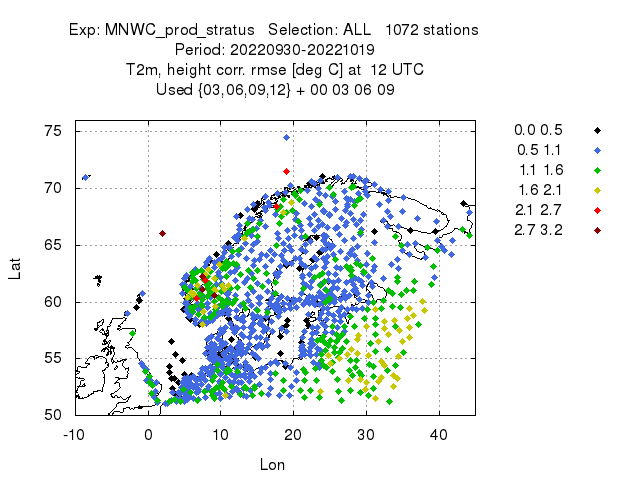 Exp: MNWC_prod_stratus   Selection: ALL   1072 stations
Period: 20220930-20221019
T2m, height corr. rmse [deg C] at  12 UTC
Used {03,06,09,12} + 00 03 06 09
75
70
65
60
55
50
Lat
-10 0 10 20 30 40
Lon
0.0 0.5
0.5 1.1
1.1 1.6
1.6 2.1
2.1 2.7
2.7 3.2